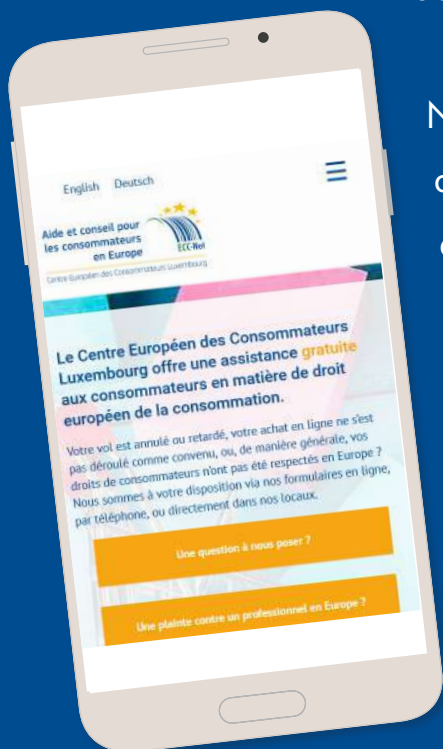 English Deutsch
Aide et conseil pour
les consommateurs
en Europe
ECC-Net
Centre Européen des Consommateurs Luxembourg
Le Centre Européen des Consommateurs
Luxembourg offre une assistance gratuite
aux consommateurs en matière de droit
européen de la consommation.
Votre vol est annulé ou retardé, votre achat en ligne ne s'est
pas déroulé comme convenu, ou, de manière générale, vos
droits de consommateurs n'ont pas été respectés en Europe ?
Nous sommes à votre disposition via nos formulaires en ligne,
par téléphone, ou directement dans nos locaux.
Une question à nous poser ?
Une plainte contre un professionnel en Europe ?
N